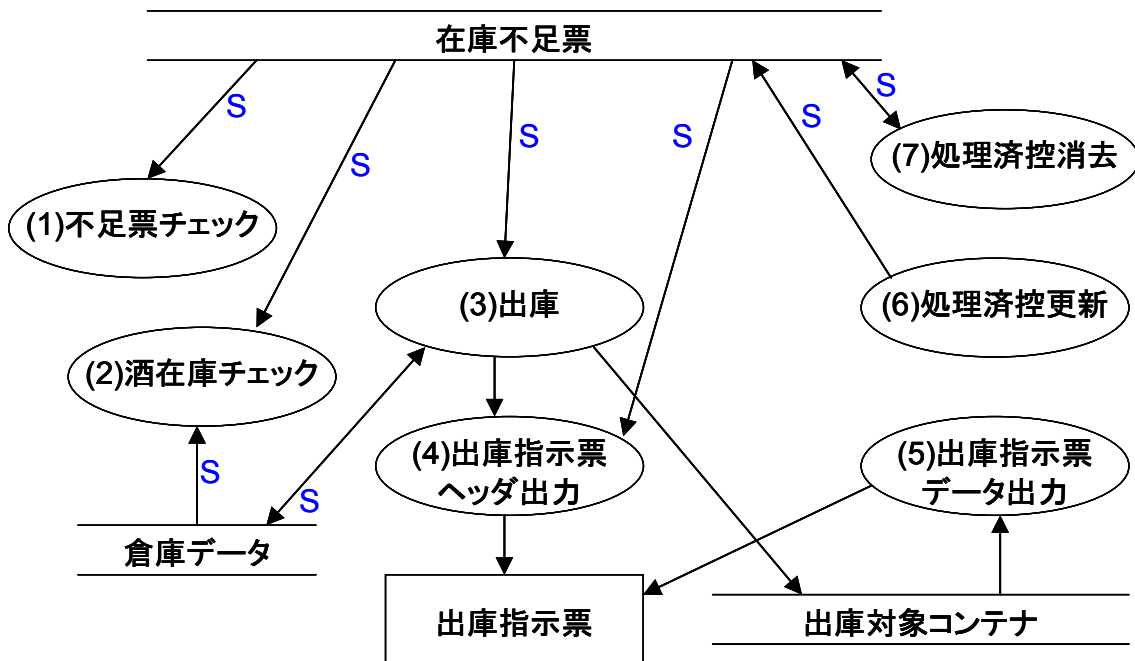 在庫不足票
S
S
S
S
S
S
(7)処理済控消去
(1)不足票チェック
(3)出庫
(6)処理済控更新
(2)酒在庫チェック
(4)出庫指示票
ヘッダ出力
(5)出庫指示票
データ出力
S
S
倉庫データ
出庫指示票
出庫対象コンテナ